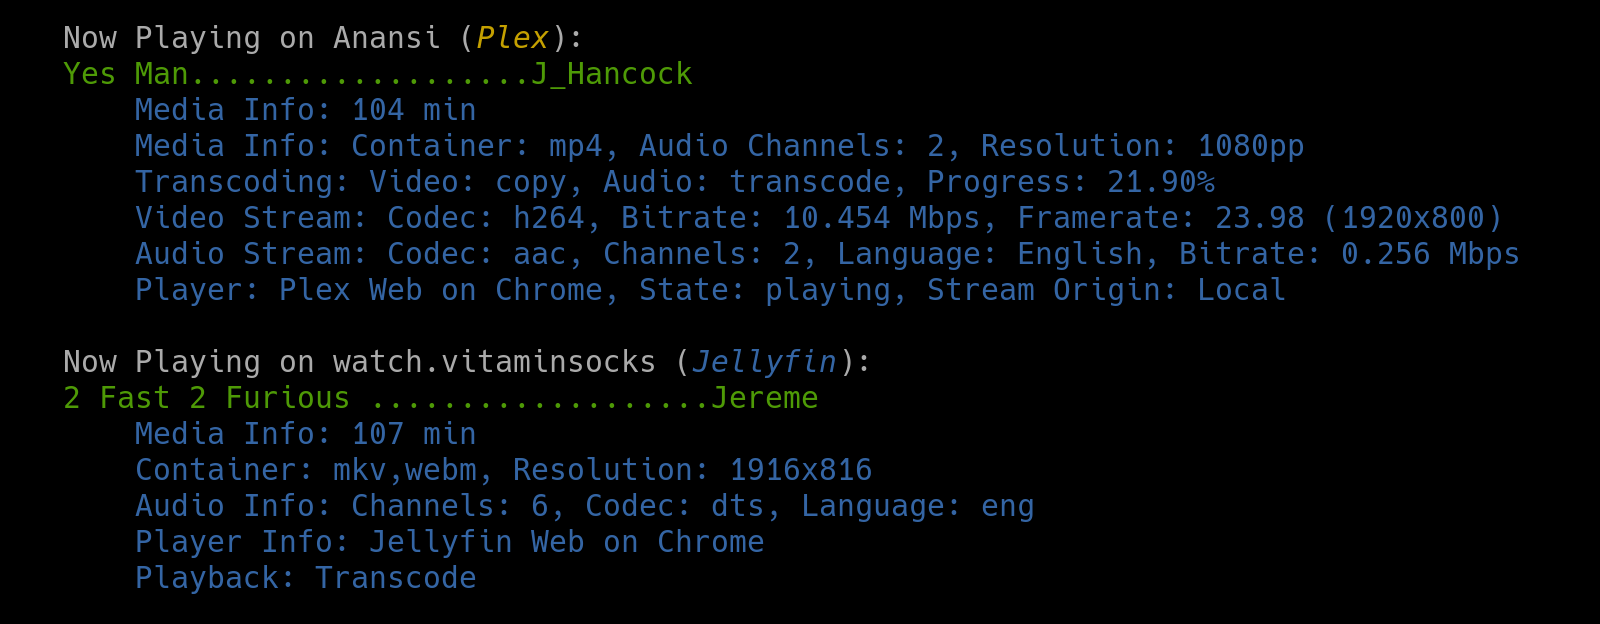 Now Playing on Anansi (Plex):
Yes Man...................J_Hancock
Media Info: 104 min
Media Info: Container: mp4, Audio Channels: 2, Resolution: 1080pp
Transcoding: Video: copy, Audio: transcode, Progress: 21.90%
Video Stream: Codec: h264, Bitrate: 10.454 Mbps, Framerate: 23.98 (1920x800)
Audio Stream: Codec: aac, Channels: 2, Language: English, Bitrate: 0.256 Mbps
Player: Plex Web on Chrome, State: playing, Stream Origin: Local
Now Playing on watch.vitaminsocks (Jellyfin):
2 Fast 2 Furious ...................Jereme
Media Info: 107 min
Container: mkv,webm, Resolution: 1916x816
Audio Info: Channels: 6, Codec: dts, Language: eng
Player Info: Jellyfin Web on Chrome
Playback: Transcode